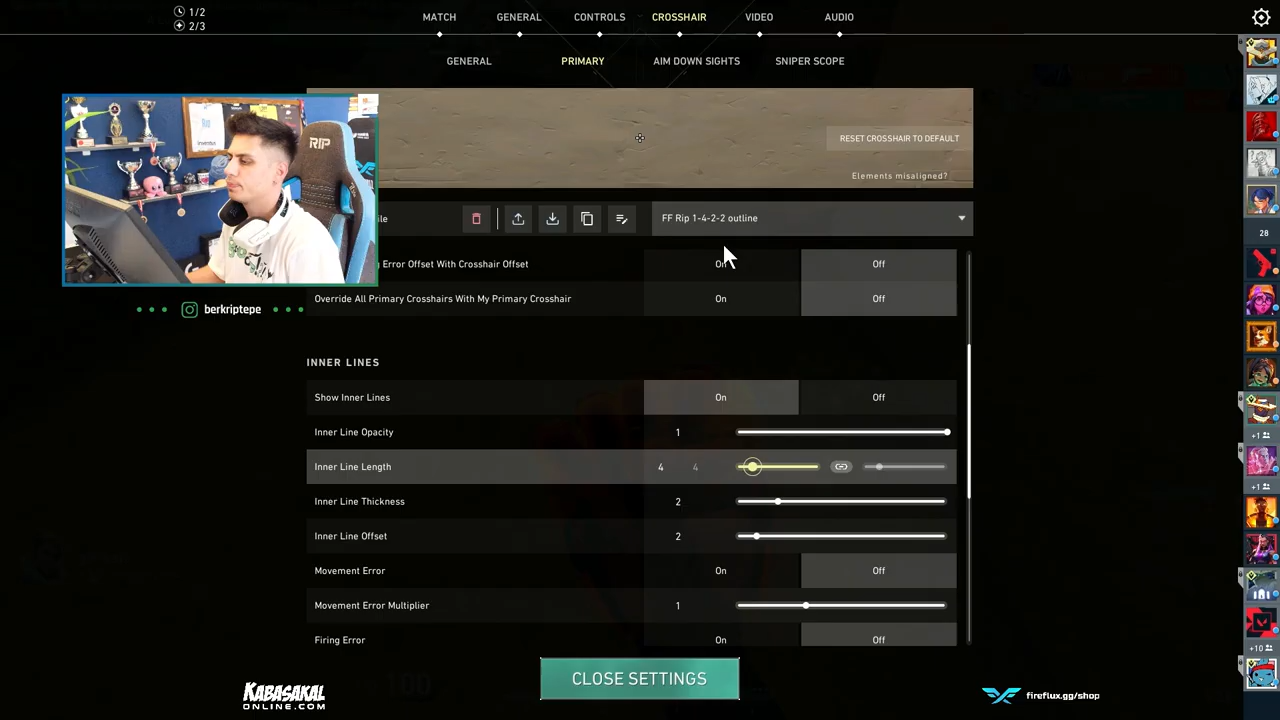 1/2
2/3
MATCH
GENERAL
CONTROLS
CROSSHAIR
VIDEO
AUDIO
GENERAL
PRIMARY
AIM DOWN SIGHTS
SNIPER SCOPE
RIP
RESET CROSSHAIR TO DEFAULT
Elements misaligned?
FF Rip 1-4-2-2 outline
Error Offset With Crosshair Offset
On
Off
Override All Primary Crosshairs With My Primary Crosshair
On
Off
berkriptepe
INNER LINES
Show Inner Lines
On
Off
Inner Line Opacity
1
Inner Line Length
4
4
Inner Line Thickness
2
Inner Line Offset
2
Movement Error
On
Off
Movement Error Multiplier
1
Firing Error
On
Off
CLOSE SETTINGS
100
KABASAKAL
ONLINE.COM
fireflux.gg/shop
28
+1
+1
+10